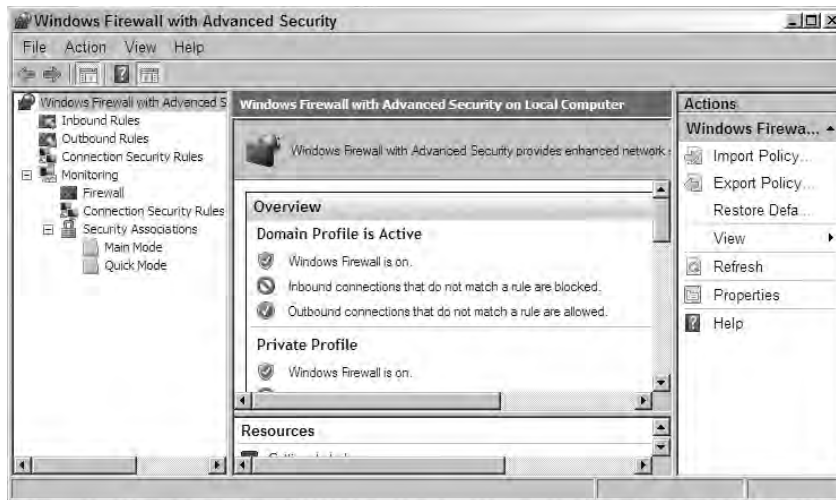 Windows Firewall with Advanced Security
File Action View Help
Windows Firewall with Advanced S
Inbound Rules
Outbound Rules
Connection Security Rules
Monitoring
Firewall
Connection Security Rules
Security Associations
Main Mode
Quick Mode
Windows Firewall with Advanced Security on Local Computer
Windows Firewall with Advanced Security provides enhanced network
Overview
Domain Profile is Active
Windows Firewall is on.
Inbound connections that do not match a rule are blocked.
Outbound connections that do not match a rule are allowed.
Private Profile
Windows Firewall is on.
Resources
Actions
Windows Firewa...
Import Policy...
Export Policy...
Restore Defa...
View
Refresh
Properties
Help